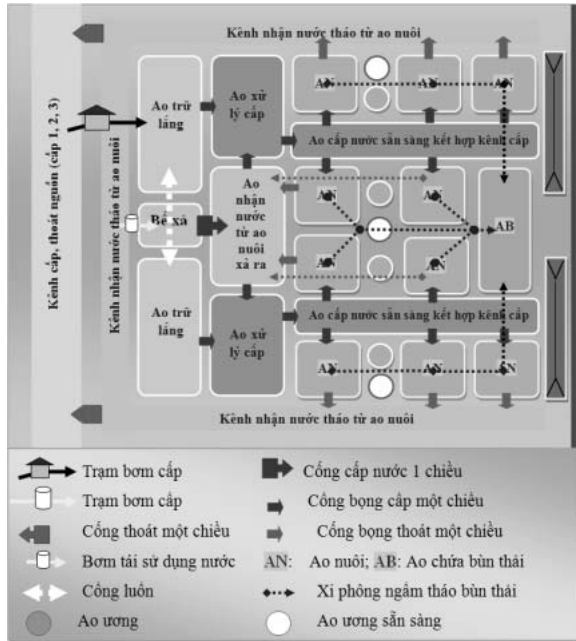 Kênh nhận nước tháo từ ao nuôi
Kênh cấp, thoát nguồn (cấp 1, 2, 3)
Kênh nhận nước tháo từ ao nuôi
Ao trữ
lắng
Ao xử
lý cấp
AN
AN
AN
Ao cấp nước sẵn sàng kết hợp kênh cấp
Bể xả
Ao
nhận
nước
từ ao
nuôi
xả ra
AN
AN
AB
AN
AN
Ao trữ
lắng
Ao xử
lý cấp
Ao cấp nước sẵn sàng kết hợp kênh cấp
AN
AN
AN
Kênh nhận nước tháo từ ao nuôi
Trạm bơm cấp
Cống cấp nước 1 chiều
Trạm bơm cấp
Cống bọng cấp một chiều
Cống thoát một chiều
Cống bọng thoát một chiều
Bơm tái sử dụng nước
AN: Ao nuôi; AB: Ao chứa bùn thải
Cống luồn
Xi phông ngầm tháo bùn thải
Ao ương
Ao ương sẵn sàng